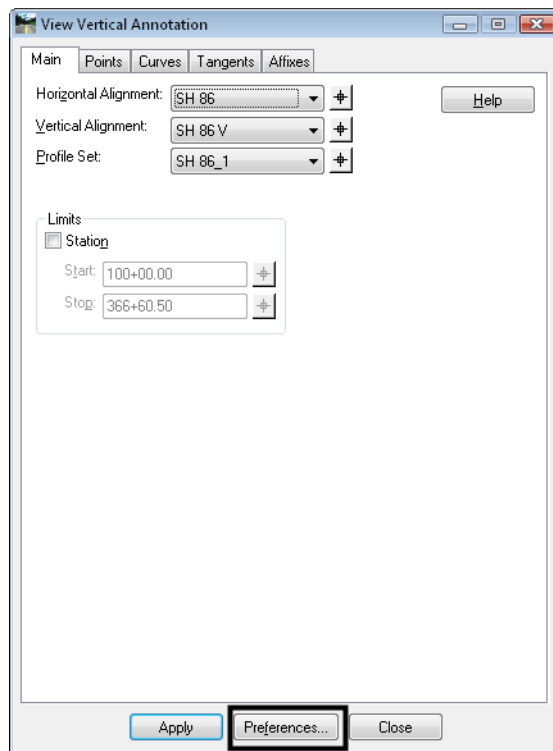 View Vertical Annotation
Main Points Curves Tangents Affixes
Horizontal Alignment: SH 86 Help
Vertical Alignment: SH 86 V
Profile Set: SH 86_1
Limits
Station
Start: 100+00.00
Stop: 366+60.50
Apply Preferences... Close